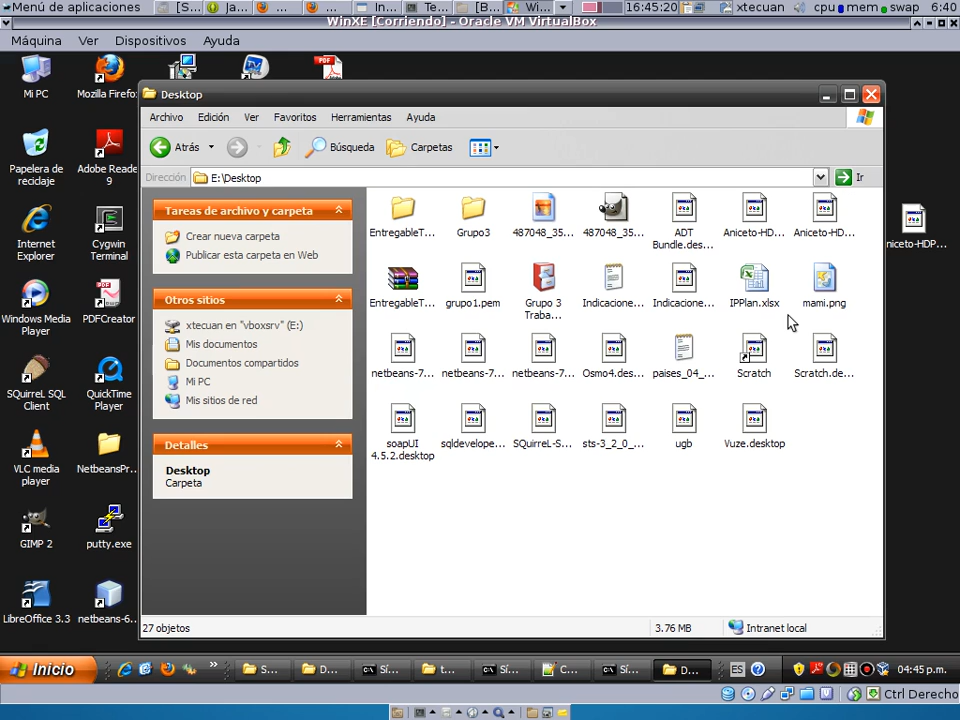 Menú de aplicaciones
[S...
Ja...
...
...
In...
Te...
[B...
Wi...
16:45:20
xtecuan
cpu mem swap
6:40
WinXE [Corriendo] - Oracle VM VirtualBox
Máquina Ver Dispositivos Ayuda
Mi PC
Mozilla Firefo
Papelera de
reciclaje
Adobe Reade
9
Internet
Explorer
Cygwin
Terminal
Windows Media
Player
PDFCreator
SQuirreL SQL
Client
QuickTime
Player
VLC media
player
NetbeansPr
GIMP 2
putty.exe
LibreOffice 3.3
netbeans-6
Desktop
Archivo Edición Ver Favoritos Herramientas Ayuda
Atrás Búsqueda Carpetas
Dirección E:\Desktop Ir
Tareas de archivo y carpeta
Crear nueva carpeta
Publicar esta carpeta en Web
Otros sitios
xtecuan en "vboxsrv" (E:)
Mis documentos
Documentos compartidos
Mi PC
Mis sitios de red
Detalles
Desktop
Carpeta
EntregableT...
Grupo3
487048_35...
487048_35...
ADT
Bundle.des...
Aniceto-HD...
Aniceto-HD...
EntregableT...
grupo1.pem
Grupo 3
Traba...
Indicacione...
Indicacione...
IPPlan.xlsx
mami.png
netbeans-7...
netbeans-7...
netbeans-7...
Osmo4.des...
paises_04_...
Scratch
Scratch.de...
soapUI
4.5.2.desktop
sqldevelope...
SQuirreL-S...
sts-3_2_0_...
ugb
Vuze.desktop
niceto-HDP...
27 objetos
3.76 MB
Intranet local
Inicio
S...
D...
Sí...
t...
Sí...
C...
Sí...
D...
ES
04:45 p.m.
Ctrl Derecho